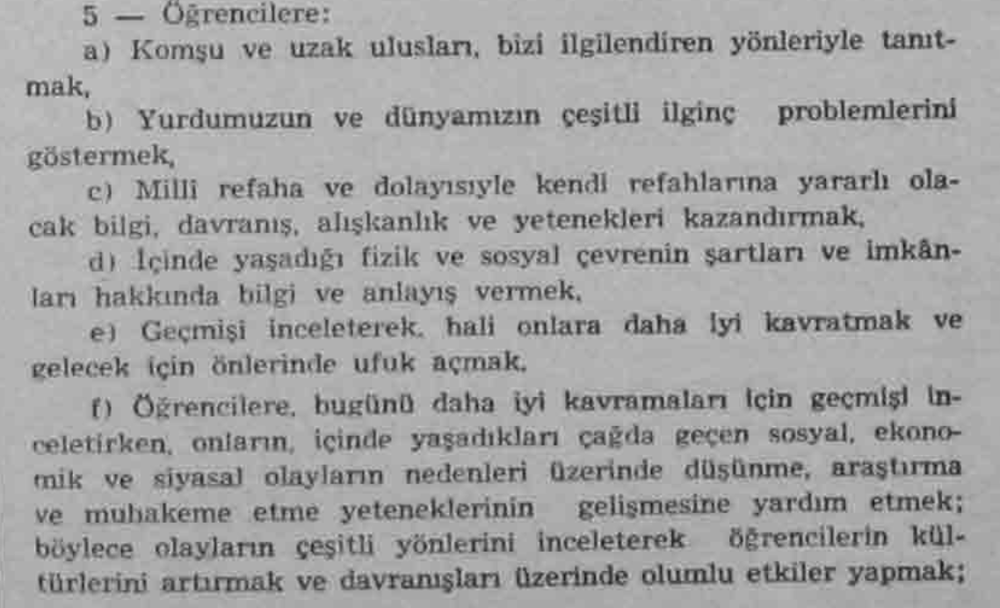 5 — Öğrencilere:
a) Komşu ve uzak ulusları, bizi ilgilendiren yönleriyle tanıt-
mak,
b) Yurdumuzun ve dünyamızın çeşitli ilginç problemlerini
göstermek,
c) Milli refaha ve dolayısıyle kendi refahlarına yararlı ola-
cak bilgi, davranış, alışkanlık ve yetenekleri kazandırmak,
d) İçinde yaşadığı fizik ve sosyal çevrenin şartları ve imkân-
ları hakkında bilgi ve anlayış vermek,
e) Geçmişi inceleterek, hali onlara daha iyi kavratmak ve
gelecek için önlerinde ufuk açmak,
f) Öğrencilere, bugünü daha iyi kavramaları için geçmişi in-
celetirken, onların, içinde yaşadıkları çağda geçen sosyal, ekono-
mik ve siyasal olayların nedenleri üzerinde düşünme, araştırma
ve muhakeme etme yeteneklerinin gelişmesine yardım etmek;
böylece olayların çeşitli yönlerini inceleterek öğrencilerin kül-
türlerini artırmak ve davranışları üzerinde olumlu etkiler yapmak;